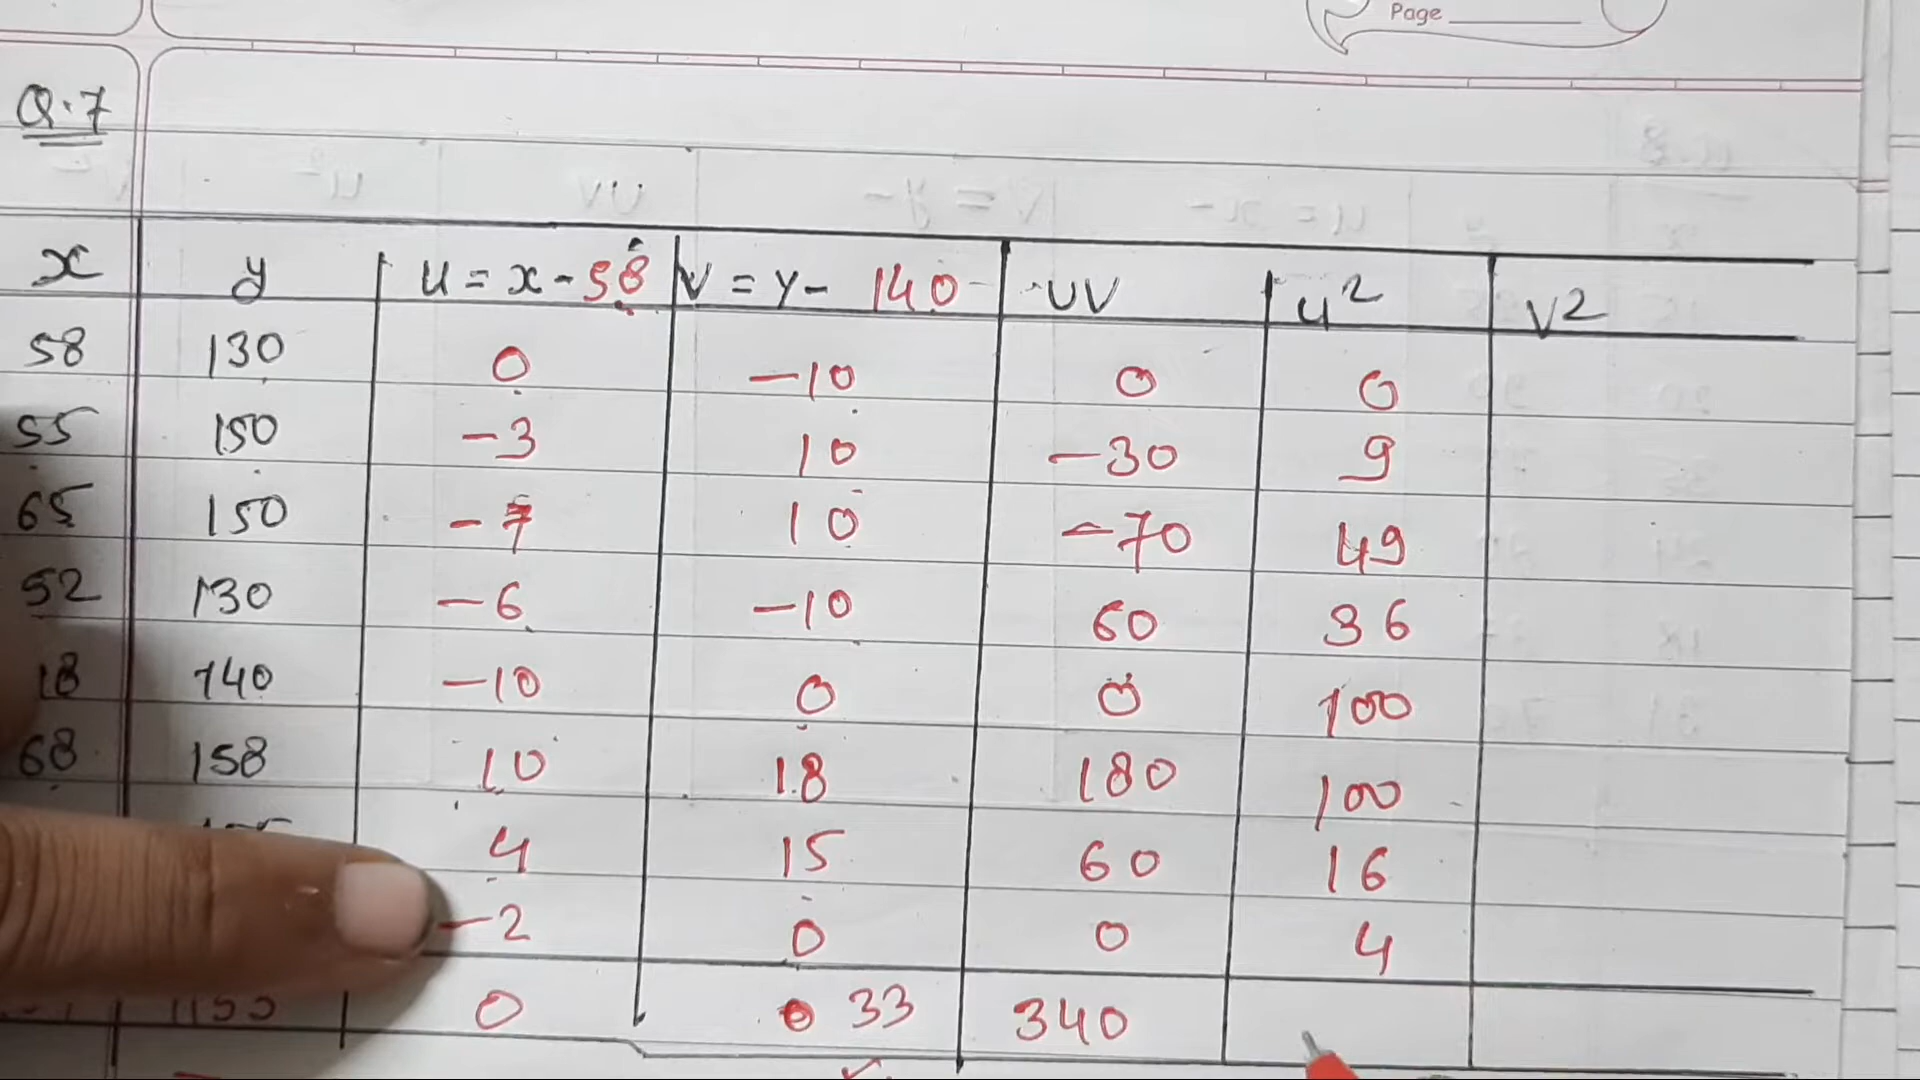 Page
Q.7
x y u = x - 58 v = y - 140 uv u² v²
58 130 0 -10 0 0
55 150 -3 10 -30 9
65 150 -7 10 -70 49
52 130 -6 -10 60 36
18 140 -10 0 0 100
68 158 10 18 180 100
4 15 60 16
-2 0 0 4
0 33 340